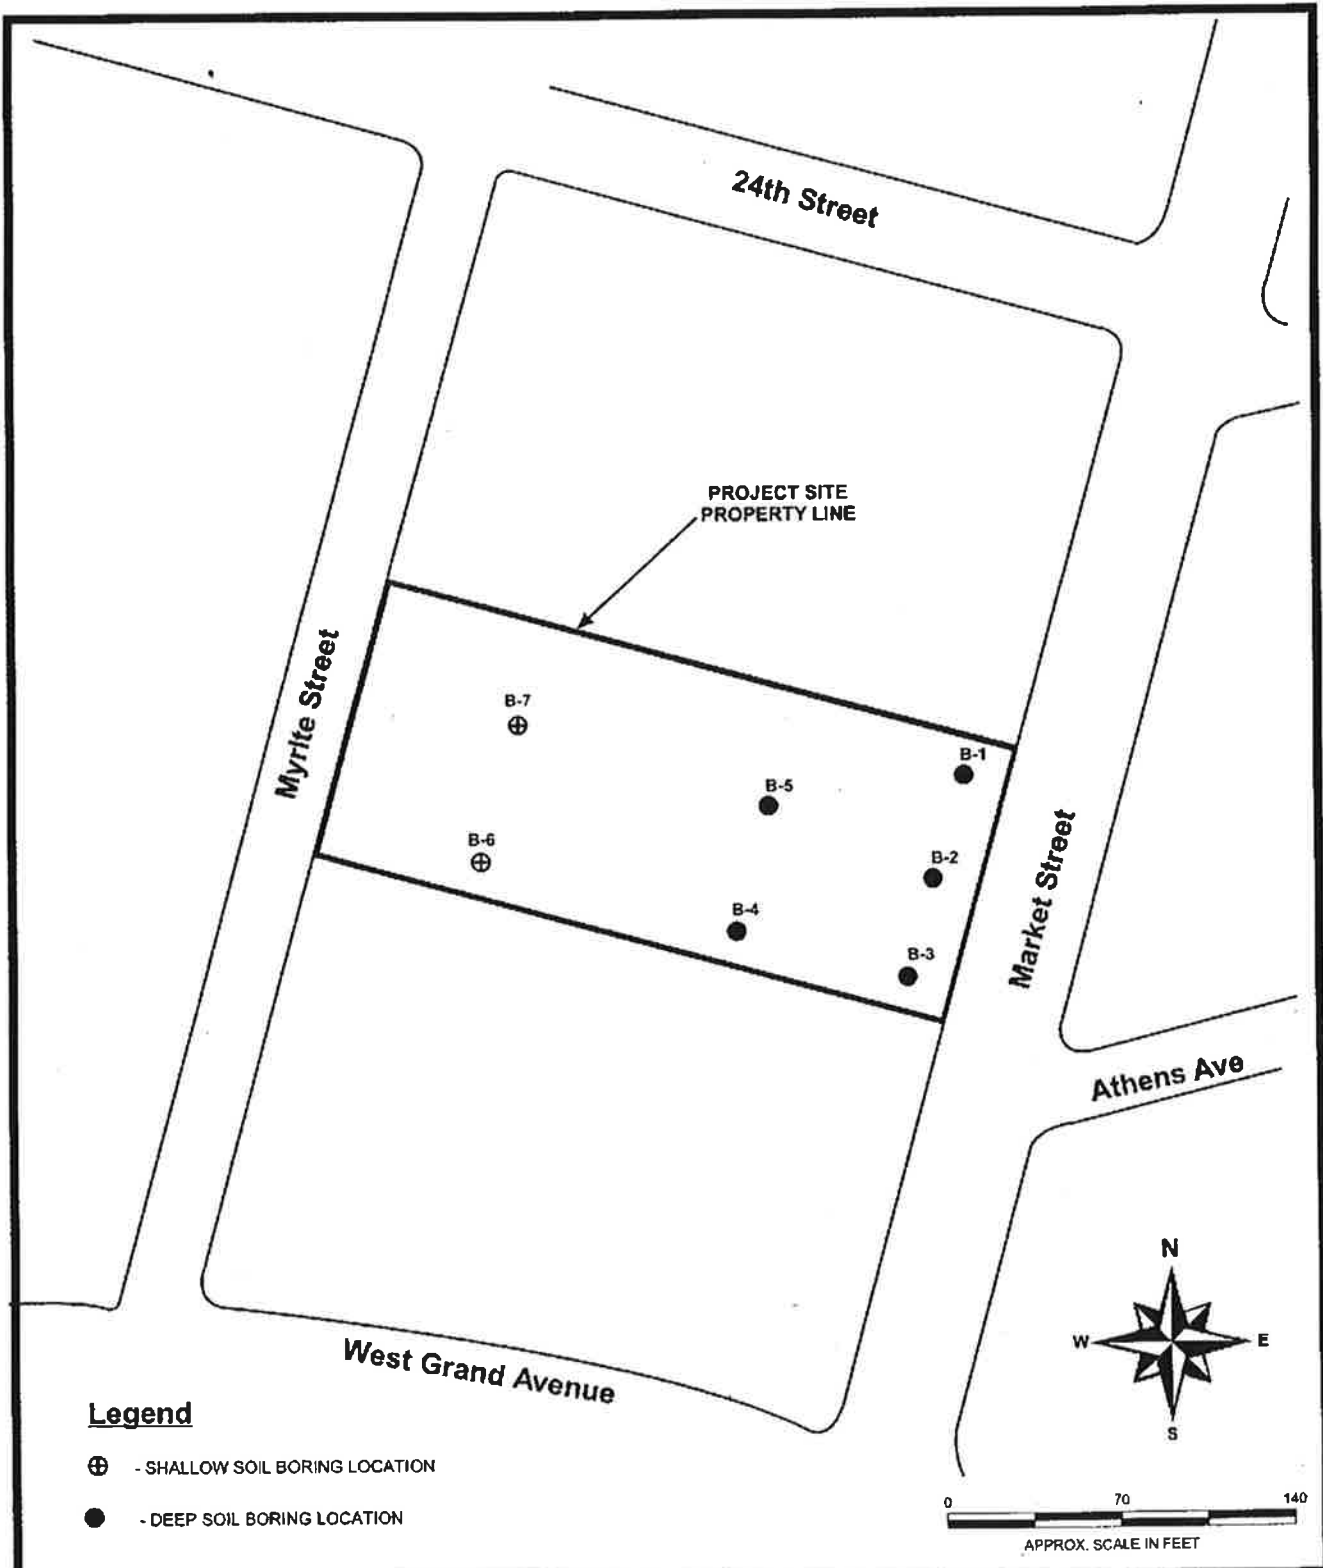 24th Street
PROJECT SITE
PROPERTY LINE
Myrlte Street
B-7
B-1
B-5
B-6
B-2
B-4
B-3
Market Street
Athens Ave
West Grand Avenue
N
W
E
S
Legend
- SHALLOW SOIL BORING LOCATION
- DEEP SOIL BORING LOCATION
0 70 140
APPROX. SCALE IN FEET